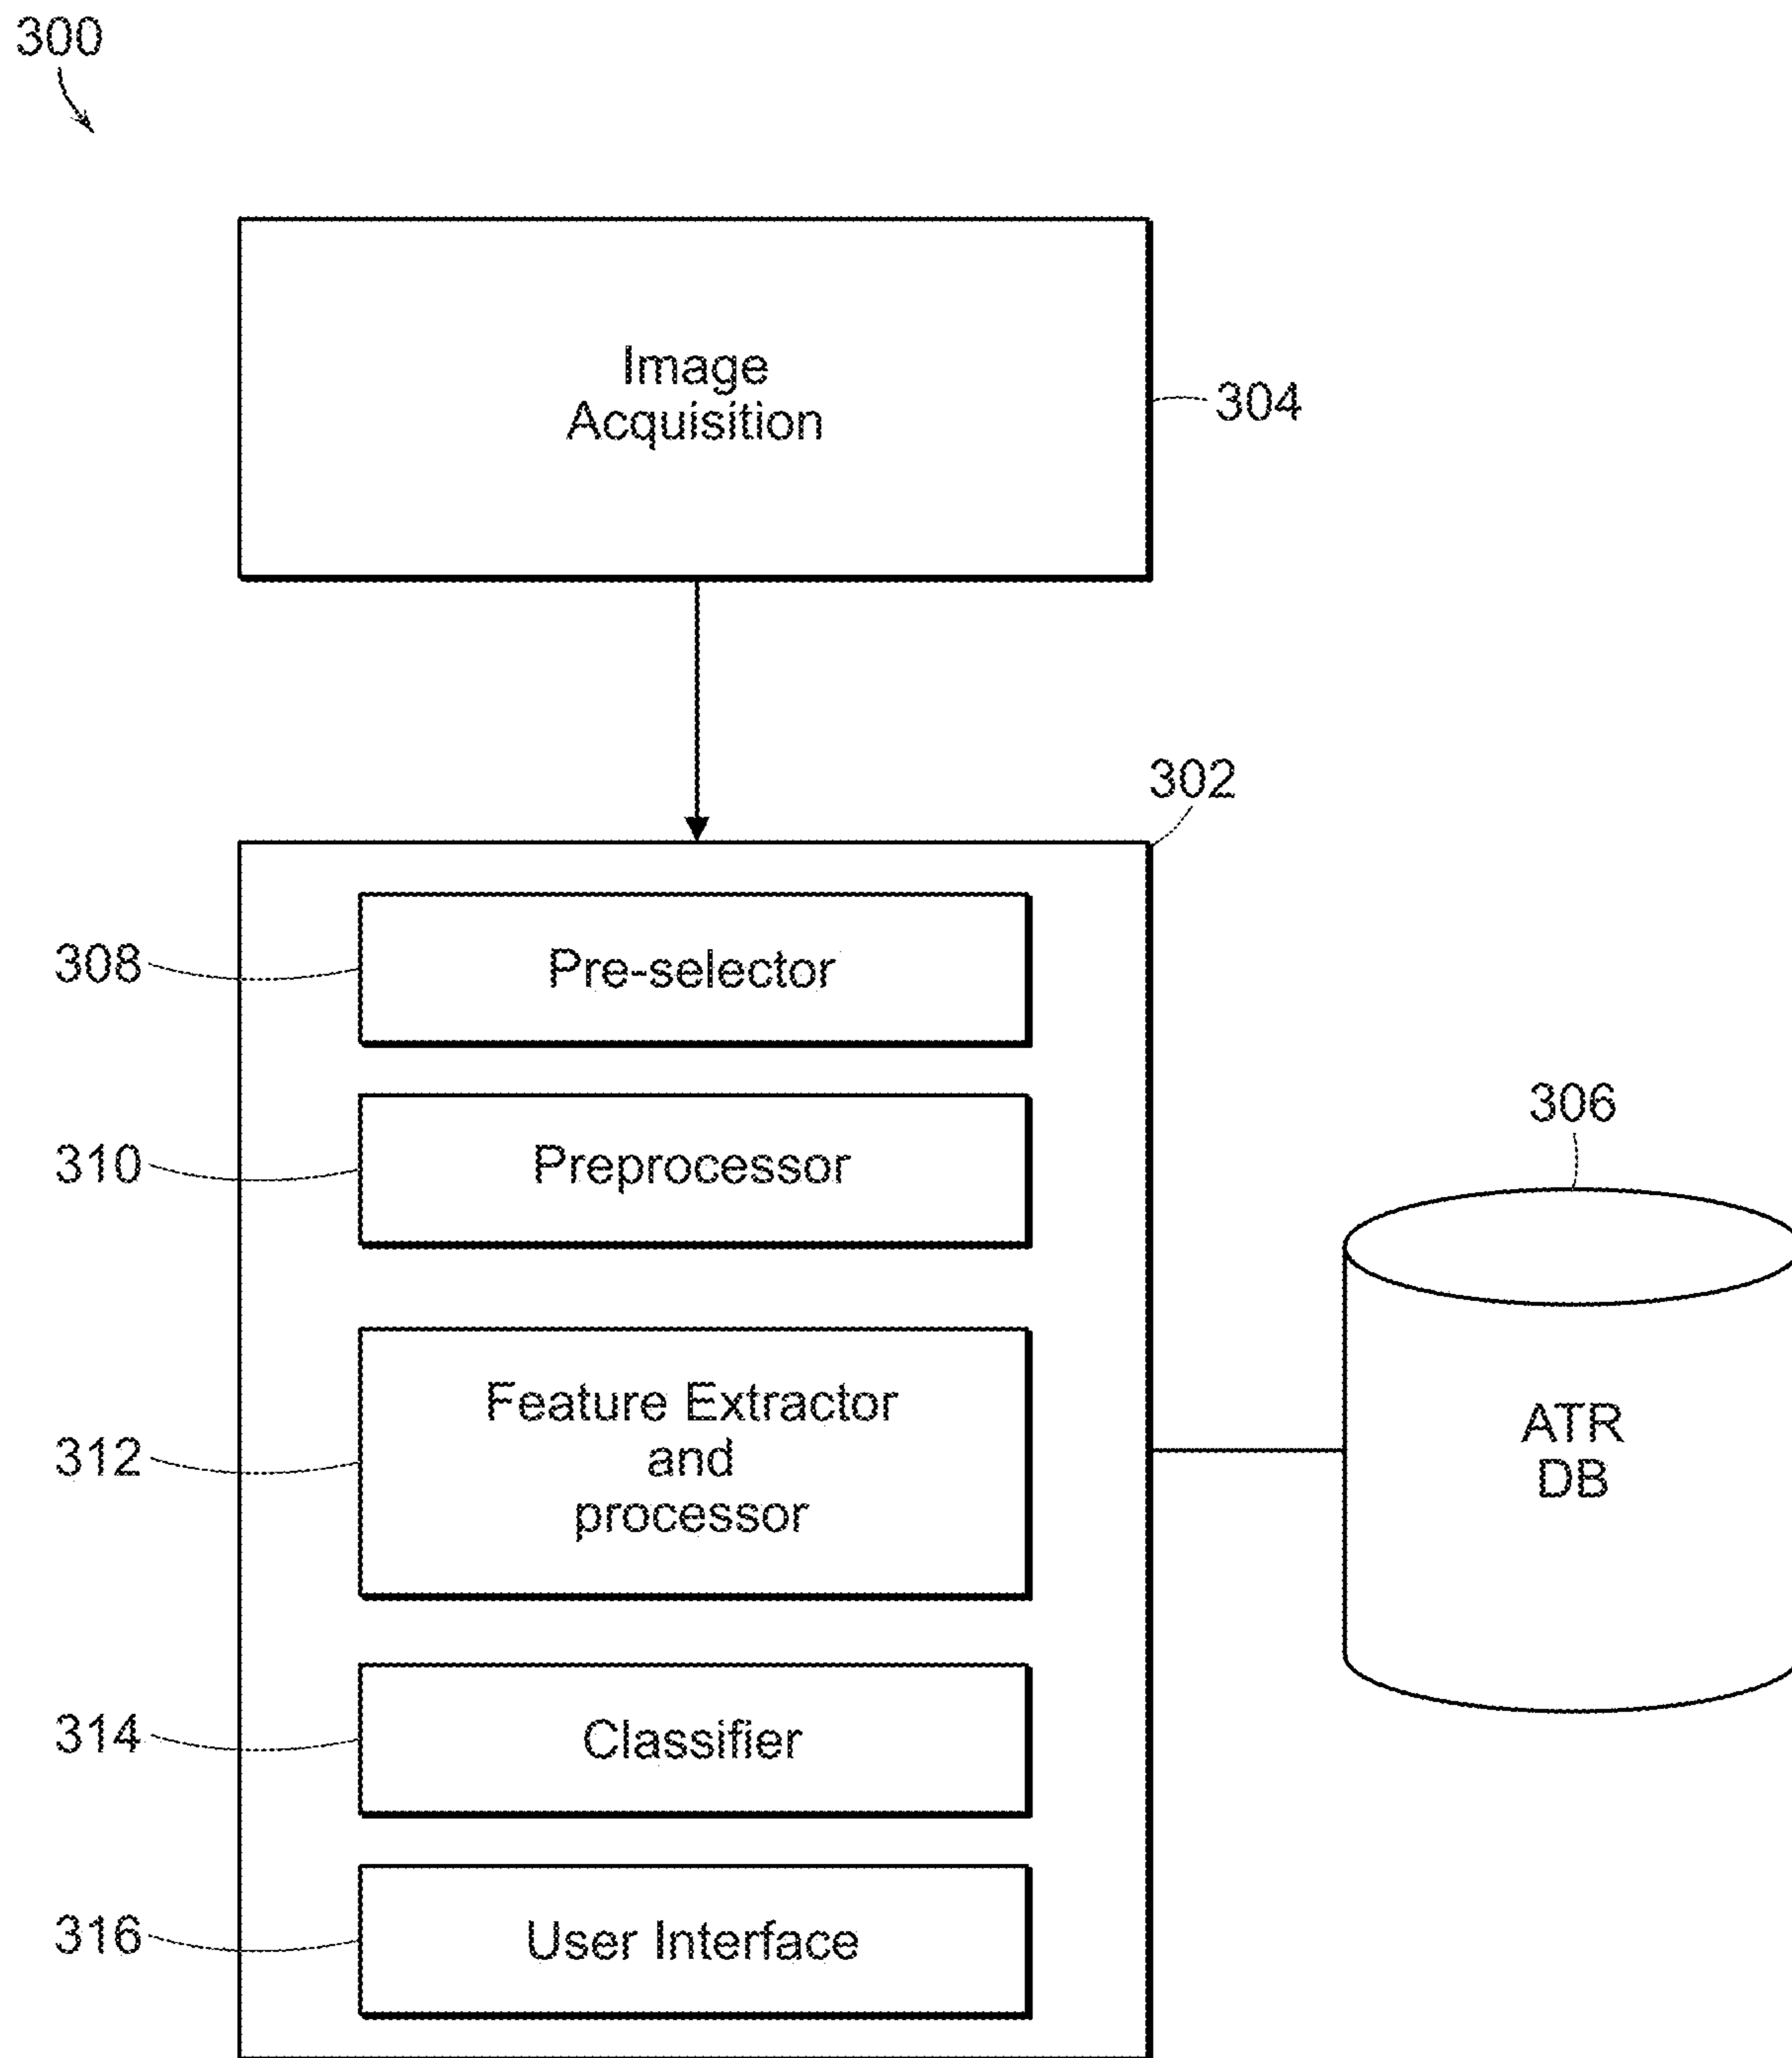 300
Image
Acquisition
304
302
308
Pre-selector
310
Preprocessor
306
312
Feature Extractor
and
processor
ATR
DB
314
Classifier
316
User Interface